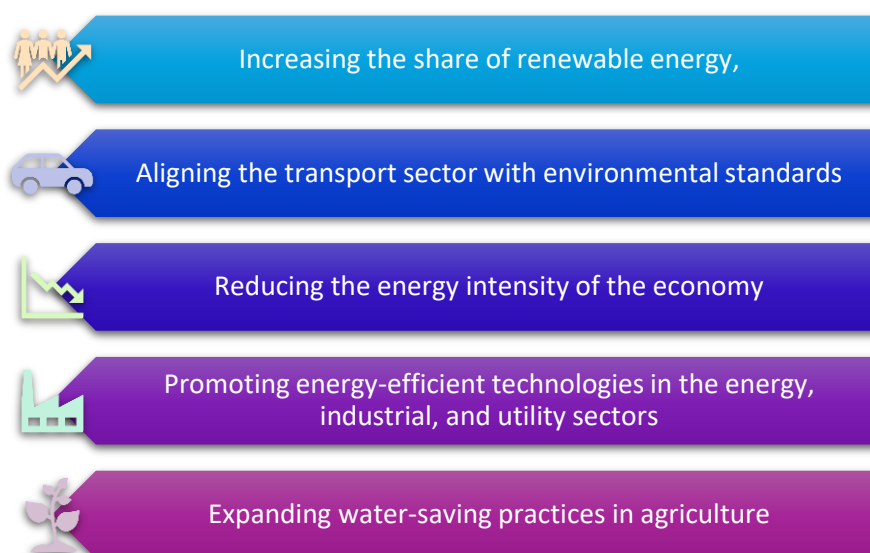 Increasing the share of renewable energy,
Aligning the transport sector with environmental standards
Reducing the energy intensity of the economy
Promoting energy-efficient technologies in the energy,
industrial, and utility sectors
Expanding water-saving practices in agriculture